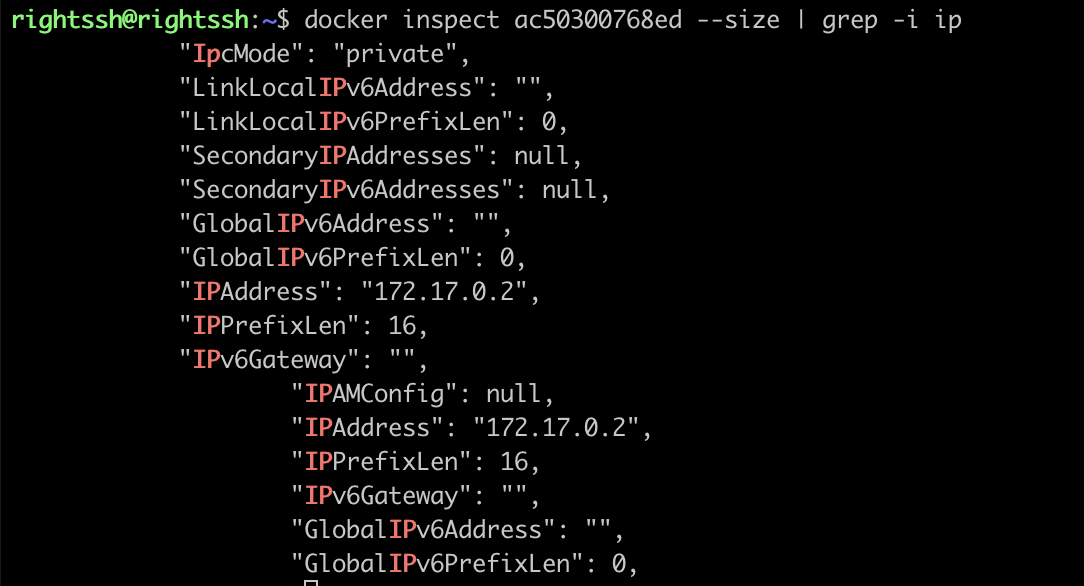 rightssh@rightssh:~$ docker inspect ac50300768ed --size | grep -i ip
"IpcMode": "private",
"LinkLocalIPv6Address": "",
"LinkLocalIPv6PrefixLen": 0,
"SecondaryIPAddresses": null,
"SecondaryIPv6Addresses": null,
"GlobalIPv6Address": "",
"GlobalIPv6PrefixLen": 0,
"IPAddress": "172.17.0.2",
"IPPrefixLen": 16,
"IPv6Gateway": "",
"IPAMConfig": null,
"IPAddress": "172.17.0.2",
"IPPrefixLen": 16,
"IPv6Gateway": "",
"GlobalIPv6Address": "",
"GlobalIPv6PrefixLen": 0,